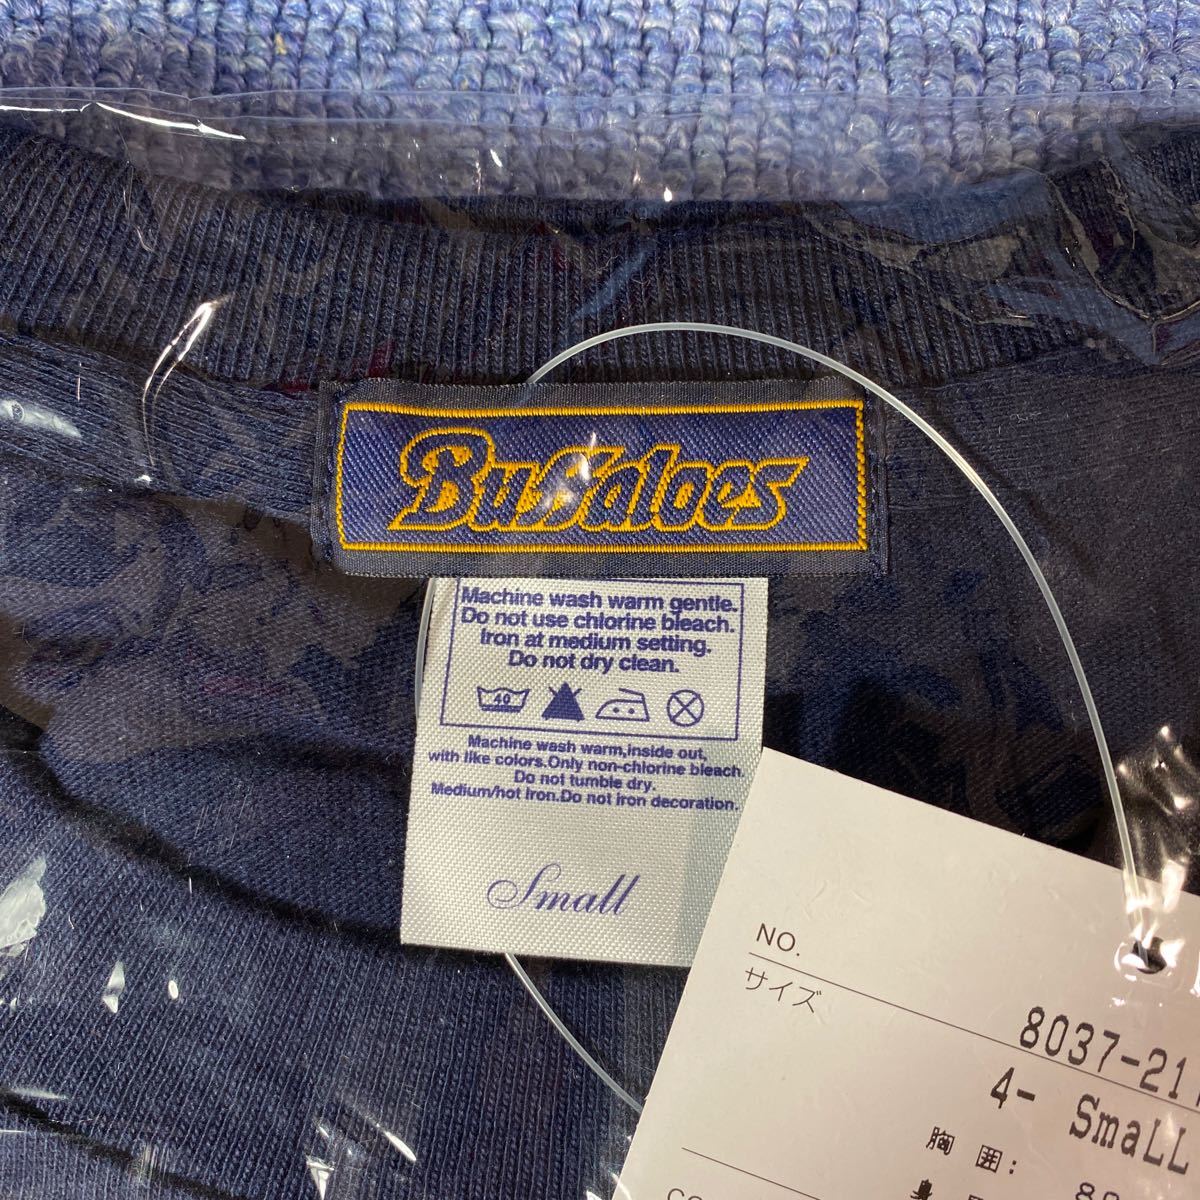 Buffaloes
Machine wash warm gentle.
Do not use chlorine bleach.
Iron at medium setting.
Do not dry clean.
40
Machine wash warm,inside out,
with like colors.Only non-chlorine bleach.
Do not tumble dry.
Medium/hot iron.Do not iron decoration.
Small
NO.
サイズ
8037-21
4- SmaLL
胸 囲:
身